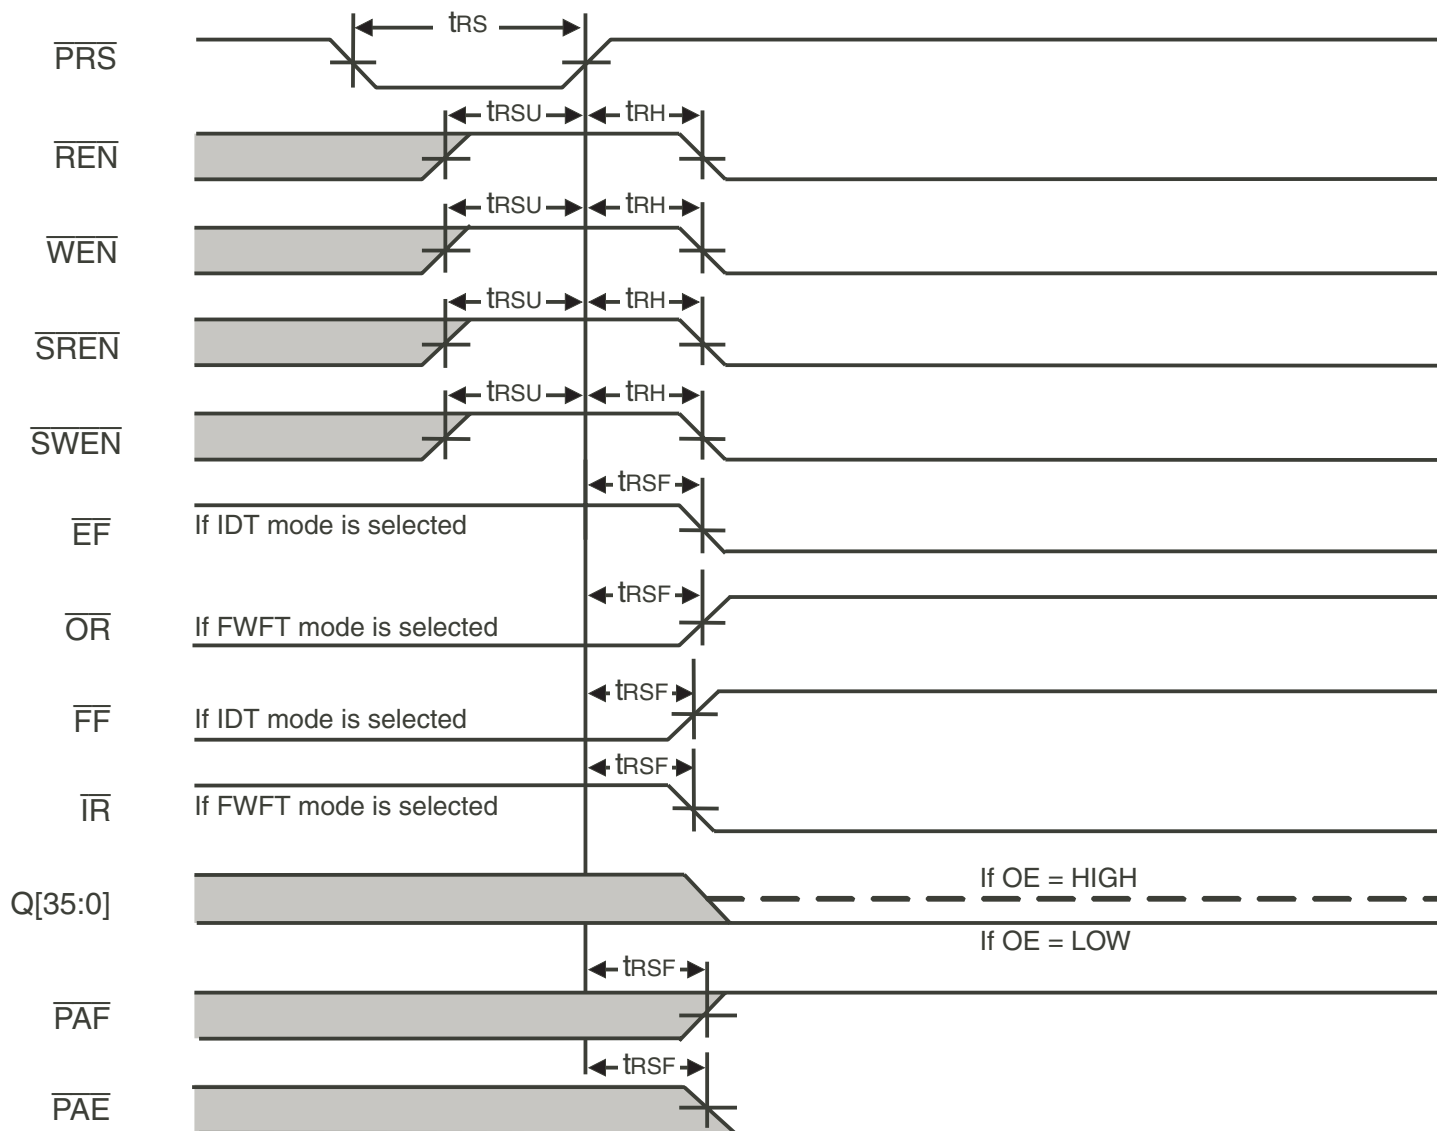 tRS
PRS
tRSU tRH
REN
tRSU tRH
WEN
tRSU tRH
SREN
tRSU tRH
SWEN
tRSF
EF If IDT mode is selected
tRSF
OR If FWFT mode is selected
tRSF
FF If IDT mode is selected
tRSF
IR If FWFT mode is selected
If OE = HIGH
Q[35:0]
If OE = LOW
tRSF
PAF
tRSF
PAE